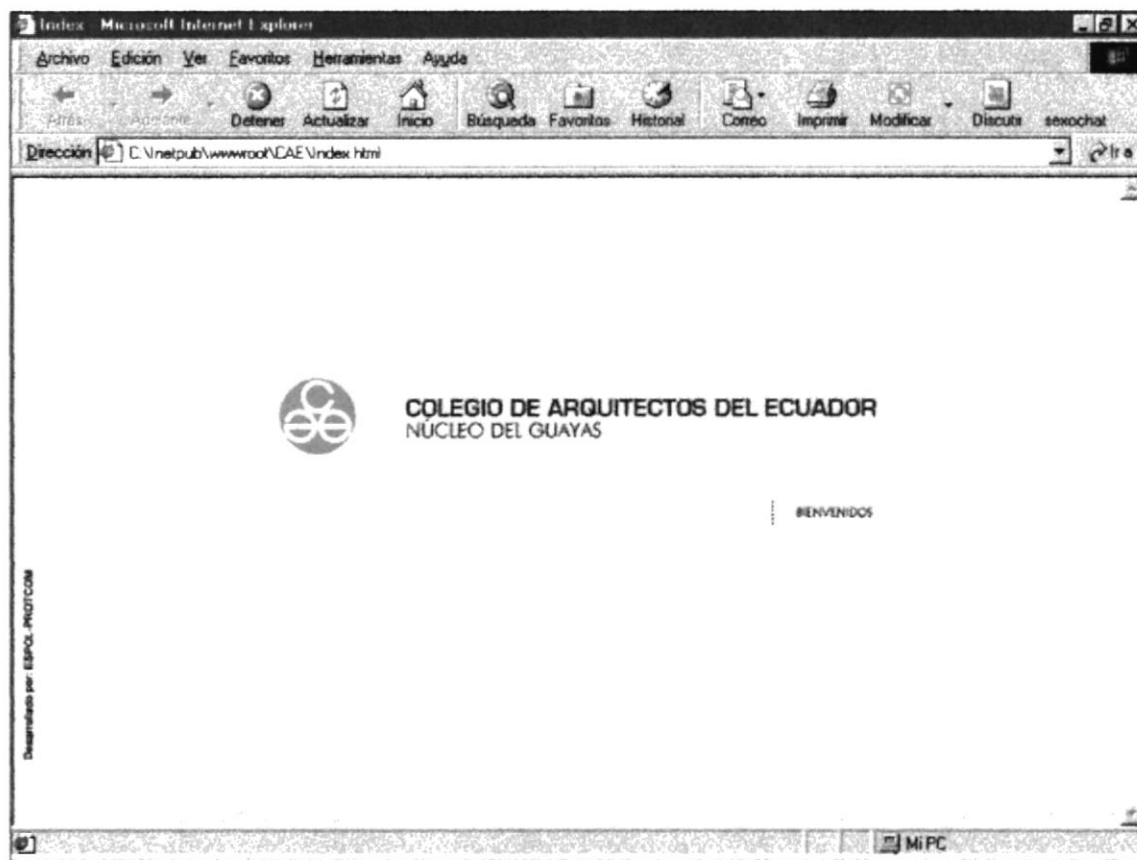 Index - Microsoft Internet Explorer
Archivo Edición Ver Favoritos Herramientas Ayuda
Atrás Adelante Detener Actualizar Inicio Búsqueda Favoritos Historial Correo Imprimir Modificar Discutir sexochat
Dirección C:\Inetpub\wwwroot\CAE\Index.html Ir a
cae COLEGIO DE ARQUITECTOS DEL ECUADOR
NÚCLEO DEL GUAYAS
BIENVENIDOS
Desarrollado por: ESPOL-PROTCOM
Mi PC